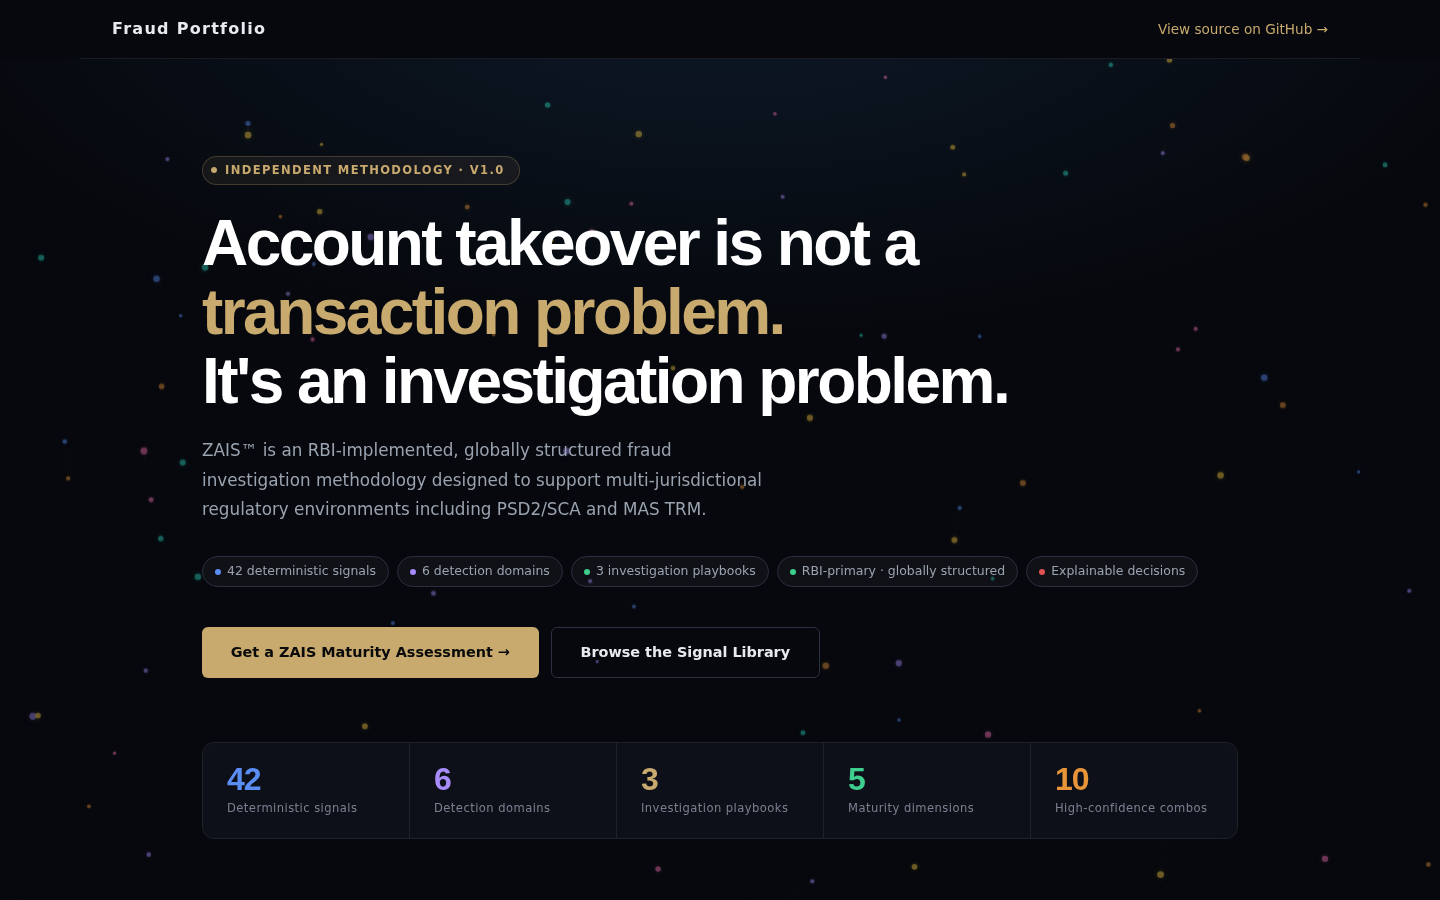 Fraud Portfolio
View source on GitHub →
INDEPENDENT METHODOLOGY · V1.0
Account takeover is not a
transaction problem.
It's an investigation problem.
ZAIS™ is an RBI-implemented, globally structured fraud
investigation methodology designed to support multi-jurisdictional
regulatory environments including PSD2/SCA and MAS TRM.
42 deterministic signals
6 detection domains
3 investigation playbooks
RBI-primary · globally structured
Explainable decisions
Get a ZAIS Maturity Assessment →
Browse the Signal Library
42
Deterministic signals
6
Detection domains
3
Investigation playbooks
5
Maturity dimensions
10
High-confidence combos